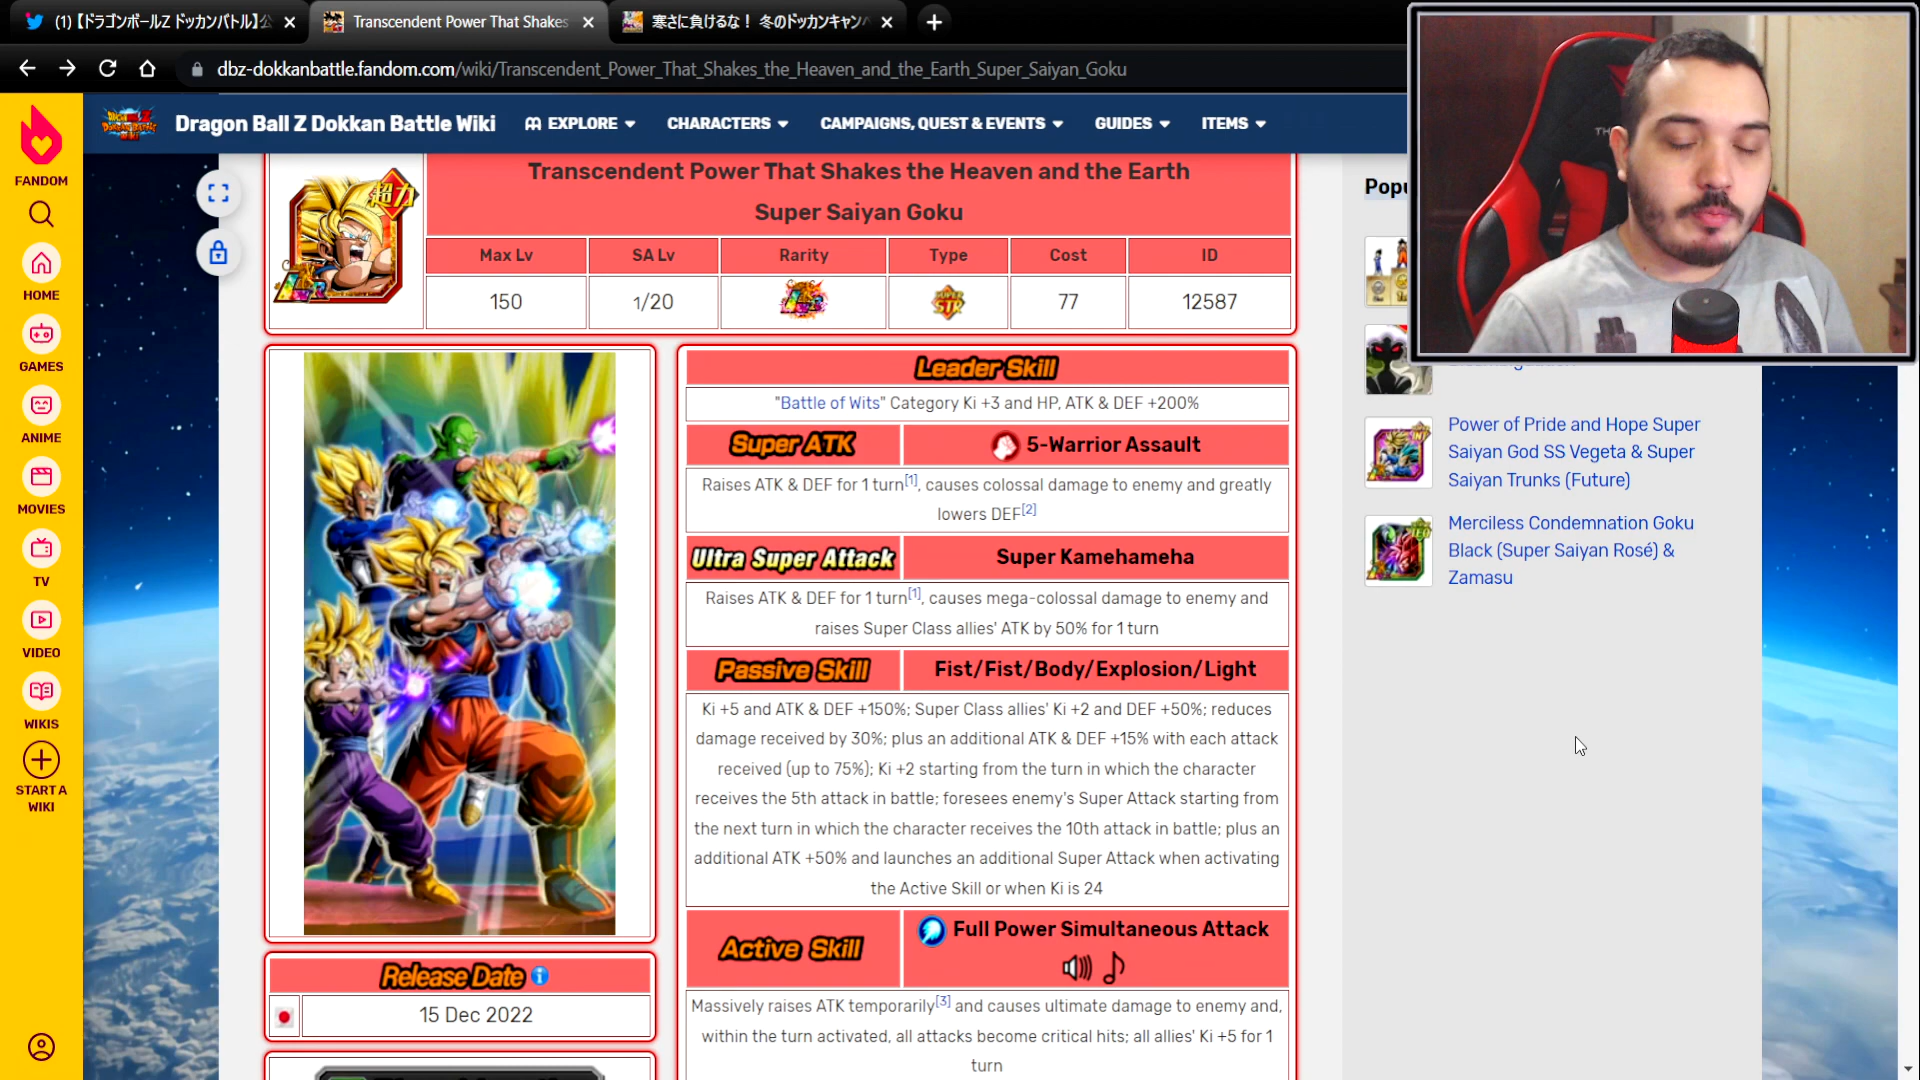 (1) 【ドラゴンボールZ ドッカンバトル】公
Transcendent Power That Shakes
寒さに負けるな！ 冬のドッカンキャン
dbz-dokkanbattle.fandom.com/wiki/Transcendent_Power_That_Shakes_the_Heaven_and_the_Earth_Super_Saiyan_Goku
Dragon Ball Z Dokkan Battle Wiki
EXPLORE
CHARACTERS
CAMPAIGNS, QUEST & EVENTS
GUIDES
ITEMS
FANDOM
HOME
GAMES
ANIME
MOVIES
TV
VIDEO
WIKIS
START A
WIKI
超力
LR
Transcendent Power That Shakes the Heaven and the Earth
Super Saiyan Goku
Max Lv
SA Lv
Rarity
Type
Cost
ID
150
1/20
LR
SUPER STR
77
12587
Leader Skill
"Battle of Wits" Category Ki +3 and HP, ATK & DEF +200%
Super ATK
5-Warrior Assault
Raises ATK & DEF for 1 turn[1], causes colossal damage to enemy and greatly
lowers DEF[2]
Ultra Super Attack
Super Kamehameha
Raises ATK & DEF for 1 turn[1], causes mega-colossal damage to enemy and
raises Super Class allies' ATK by 50% for 1 turn
Passive Skill
Fist/Fist/Body/Explosion/Light
Ki +5 and ATK & DEF +150%; Super Class allies' Ki +2 and DEF +50%; reduces
damage received by 30%; plus an additional ATK & DEF +15% with each attack
received (up to 75%); Ki +2 starting from the turn in which the character
receives the 5th attack in battle; foresees enemy's Super Attack starting from
the next turn in which the character receives the 10th attack in battle; plus an
additional ATK +50% and launches an additional Super Attack when activating
the Active Skill or when Ki is 24
Active Skill
Full Power Simultaneous Attack
Massively raises ATK temporarily[3] and causes ultimate damage to enemy and,
within the turn activated, all attacks become critical hits; all allies' Ki +5 for 1
turn
Release Date
15 Dec 2022
Popu
Power of Pride and Hope Super
Saiyan God SS Vegeta & Super
Saiyan Trunks (Future)
Merciless Condemnation Goku
Black (Super Saiyan Rosé) &
Zamasu